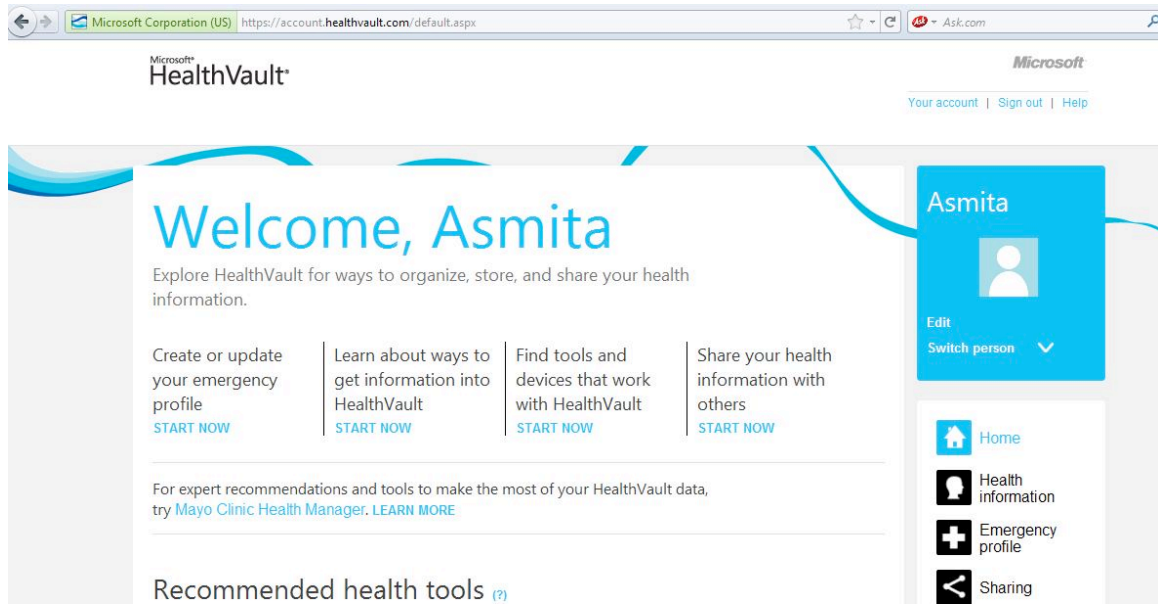 Microsoft Corporation (US) https://account.healthvault.com/default.aspx
Ask.com
Microsoft®
HealthVault®
Microsoft
Your account | Sign out | Help
Welcome, Asmita
Explore HealthVault for ways to organize, store, and share your health
information.
Create or update
your emergency
profile
START NOW
Learn about ways to
get information into
HealthVault
START NOW
Find tools and
devices that work
with HealthVault
START NOW
Share your health
information with
others
START NOW
For expert recommendations and tools to make the most of your HealthVault data,
try Mayo Clinic Health Manager. LEARN MORE
Recommended health tools (?)
Asmita
Edit
Switch person
Home
Health
information
Emergency
profile
Sharing